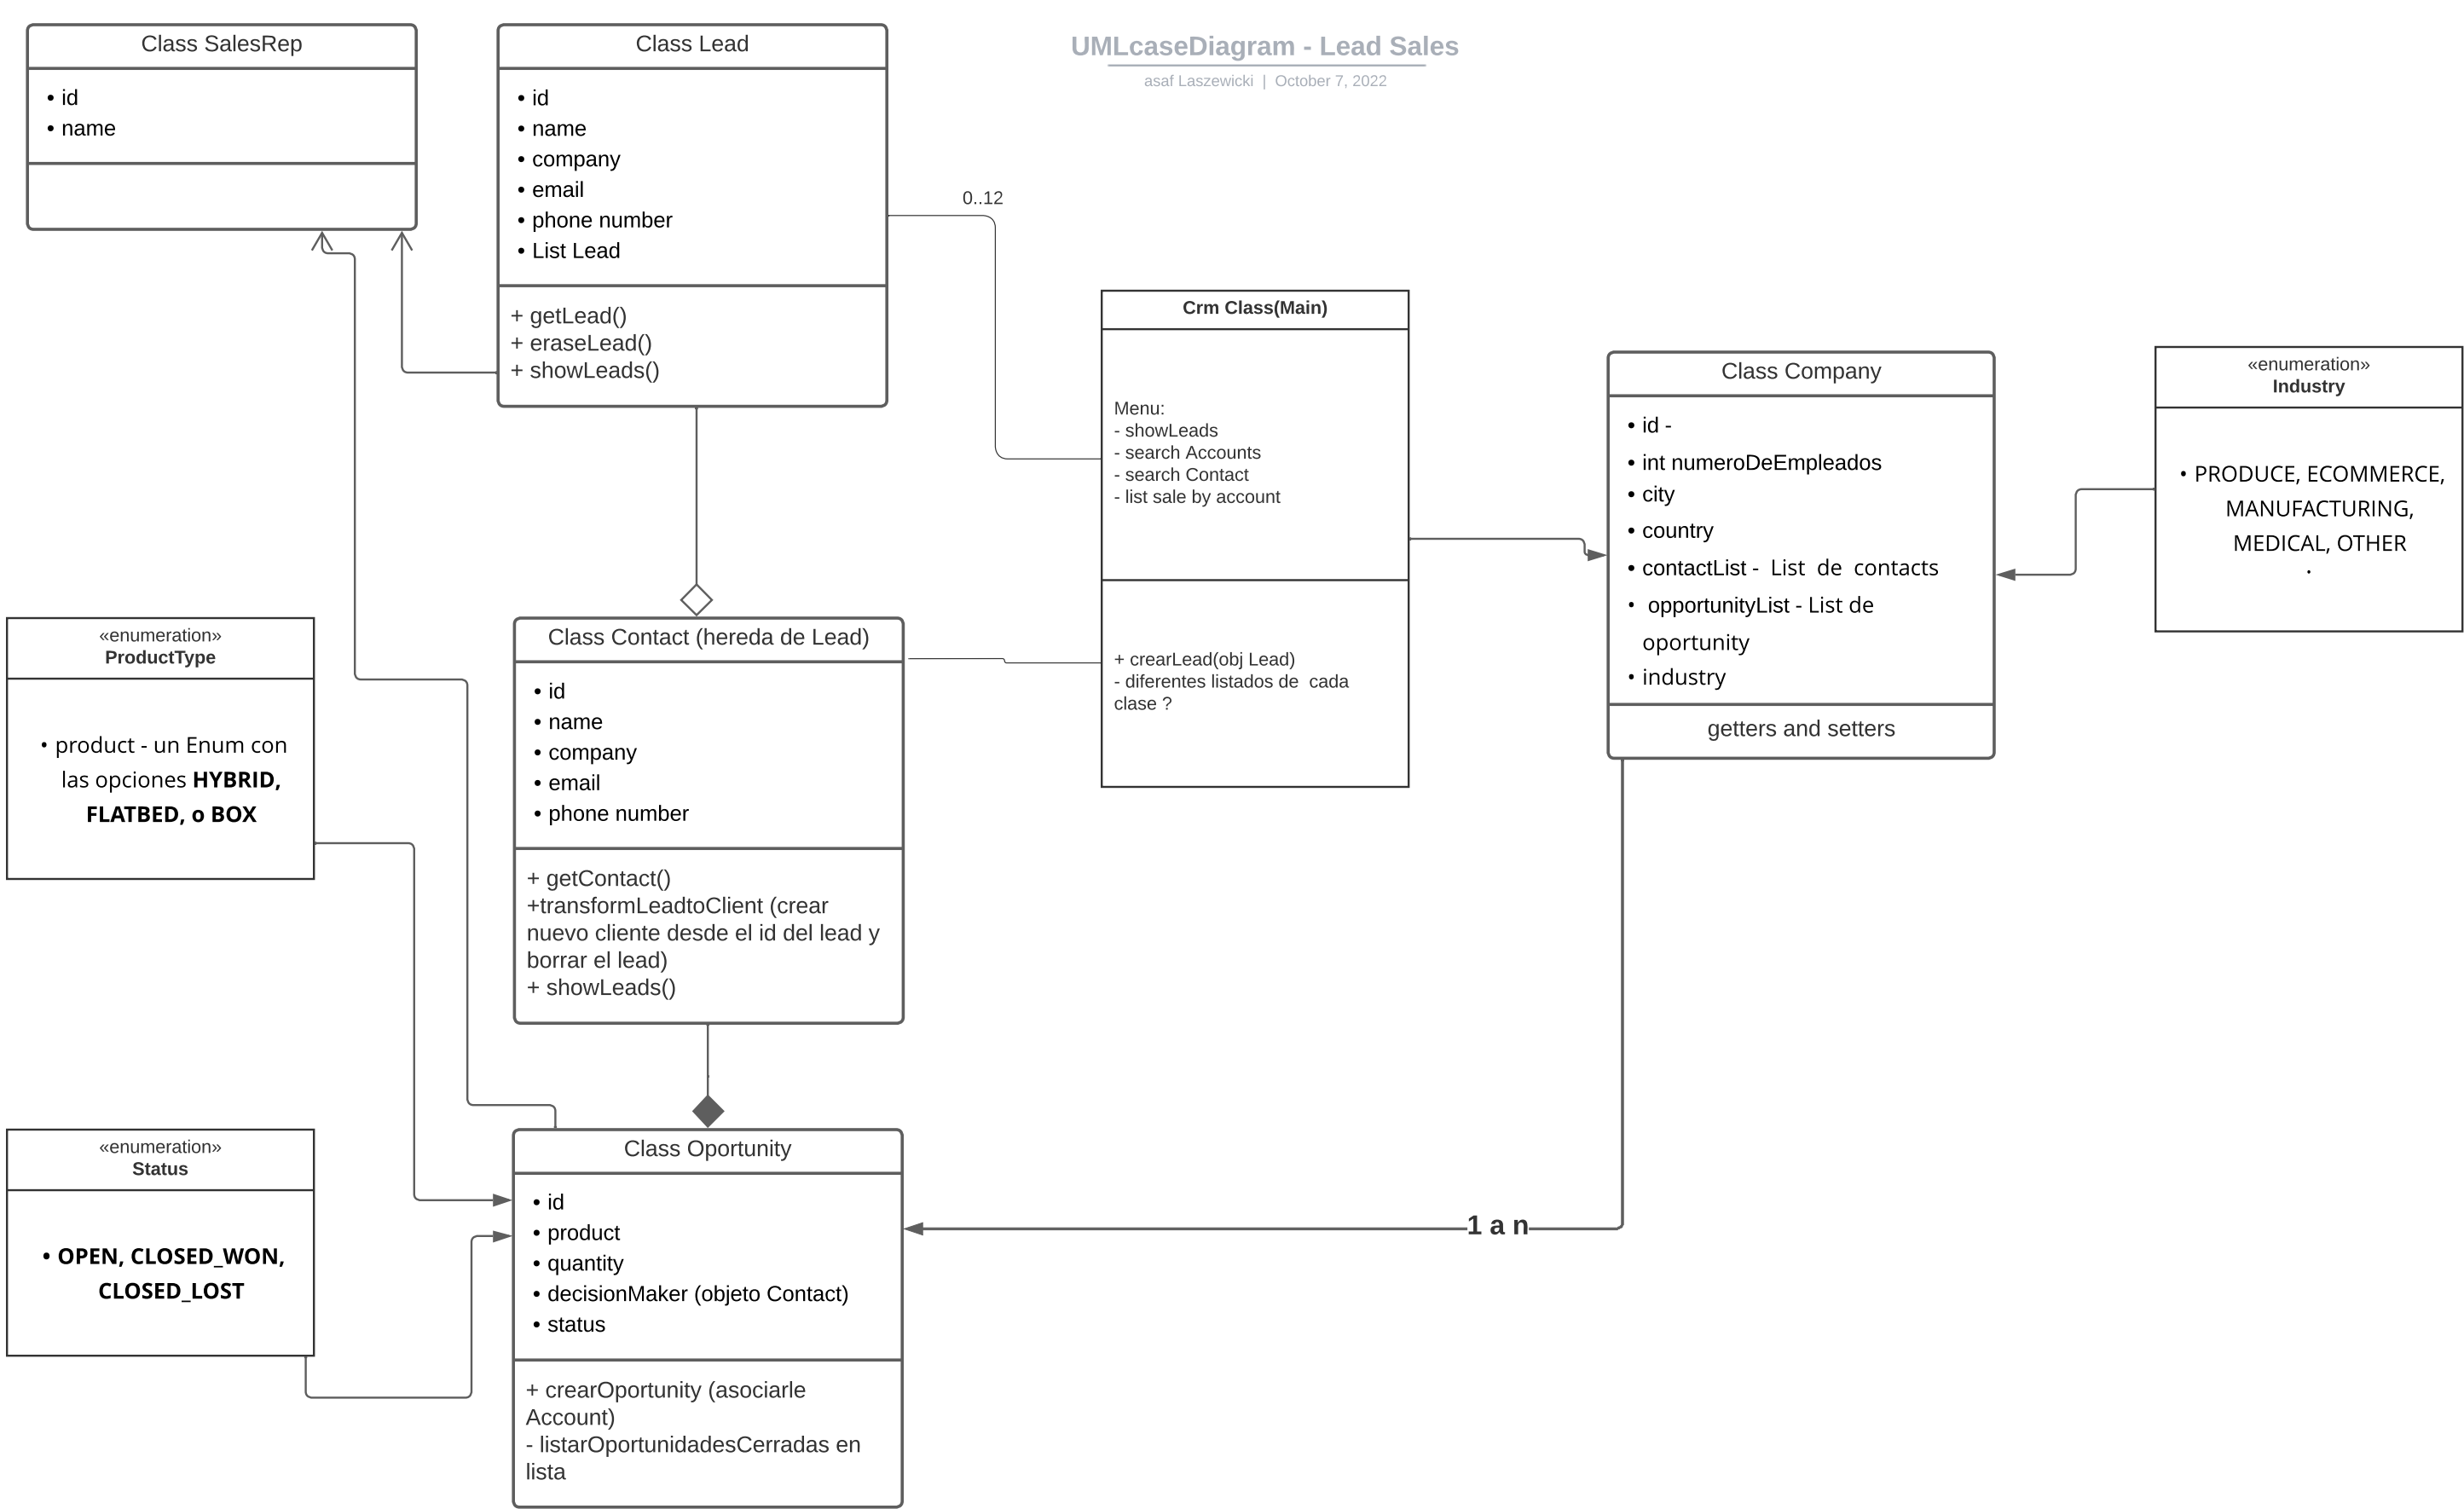 UMLcaseDiagram - Lead Sales
asaf Laszewicki | October 7, 2022
Class SalesRep
• id
• name
Class Lead
• id
• name
• company
• email
• phone number
• List Lead
+ getLead()
+ eraseLead()
+ showLeads()
0..12
Crm Class(Main)
Menu:
- showLeads
- search Accounts
- search Contact
- list sale by account
+ crearLead(obj Lead)
- diferentes listados de cada
clase ?
Class Company
• id -
• int numeroDeEmpleados
• city
• country
• contactList - List de contacts
• opportunityList - List de
oportunity
• industry
getters and setters
«enumeration»
Industry
• PRODUCE, ECOMMERCE,
MANUFACTURING,
MEDICAL, OTHER
•
«enumeration»
ProductType
• product - un Enum con
las opciones HYBRID,
FLATBED, o BOX
Class Contact (hereda de Lead)
• id
• name
• company
• email
• phone number
+ getContact()
+transformLeadtoClient (crear
nuevo cliente desde el id del lead y
borrar el lead)
+ showLeads()
«enumeration»
Status
• OPEN, CLOSED_WON,
CLOSED_LOST
Class Oportunity
• id
• product
• quantity
• decisionMaker (objeto Contact)
• status
+ crearOportunity (asociarle
Account)
- listarOportunidadesCerradas en
lista
1 a n